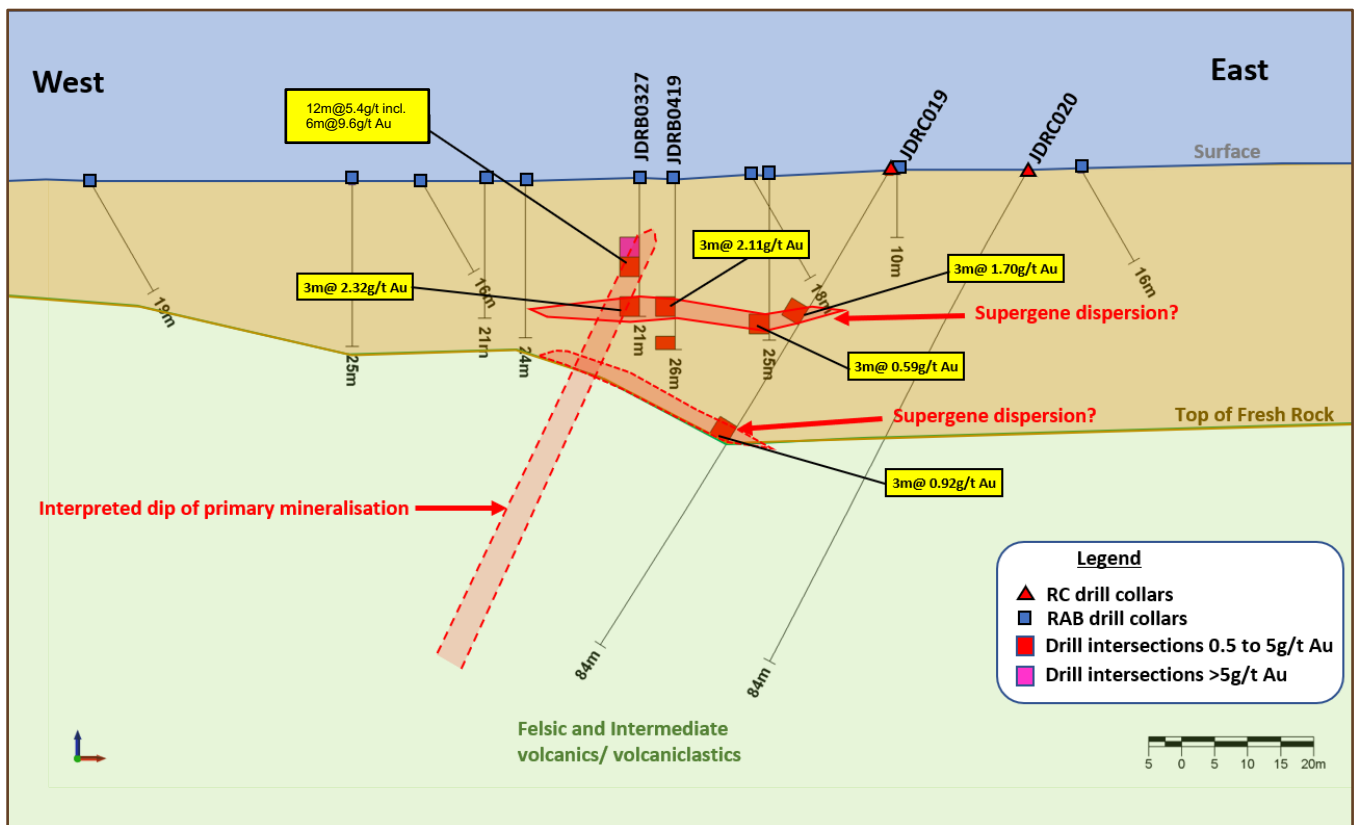 West
East
12m@5.4g/t incl.
6m@9.6g/t Au
JDRB0327
JDRB0419
JDRC019
JDRC020
Surface
3m@ 2.11g/t Au
10m
3m@ 1.70g/t Au
3m@ 2.32g/t Au
19m
16m
18m
16m
Supergene dispersion?
21m
21m
24m
25m
26m
25m
3m@ 0.59g/t Au
Supergene dispersion?
Top of Fresh Rock
3m@ 0.92g/t Au
Interpreted dip of primary mineralisation
84m
84m
Felsic and Intermediate
volcanics/ volcaniclastics
Legend
RC drill collars
RAB drill collars
Drill intersections 0.5 to 5g/t Au
Drill intersections >5g/t Au
5 0 5 10 15 20m